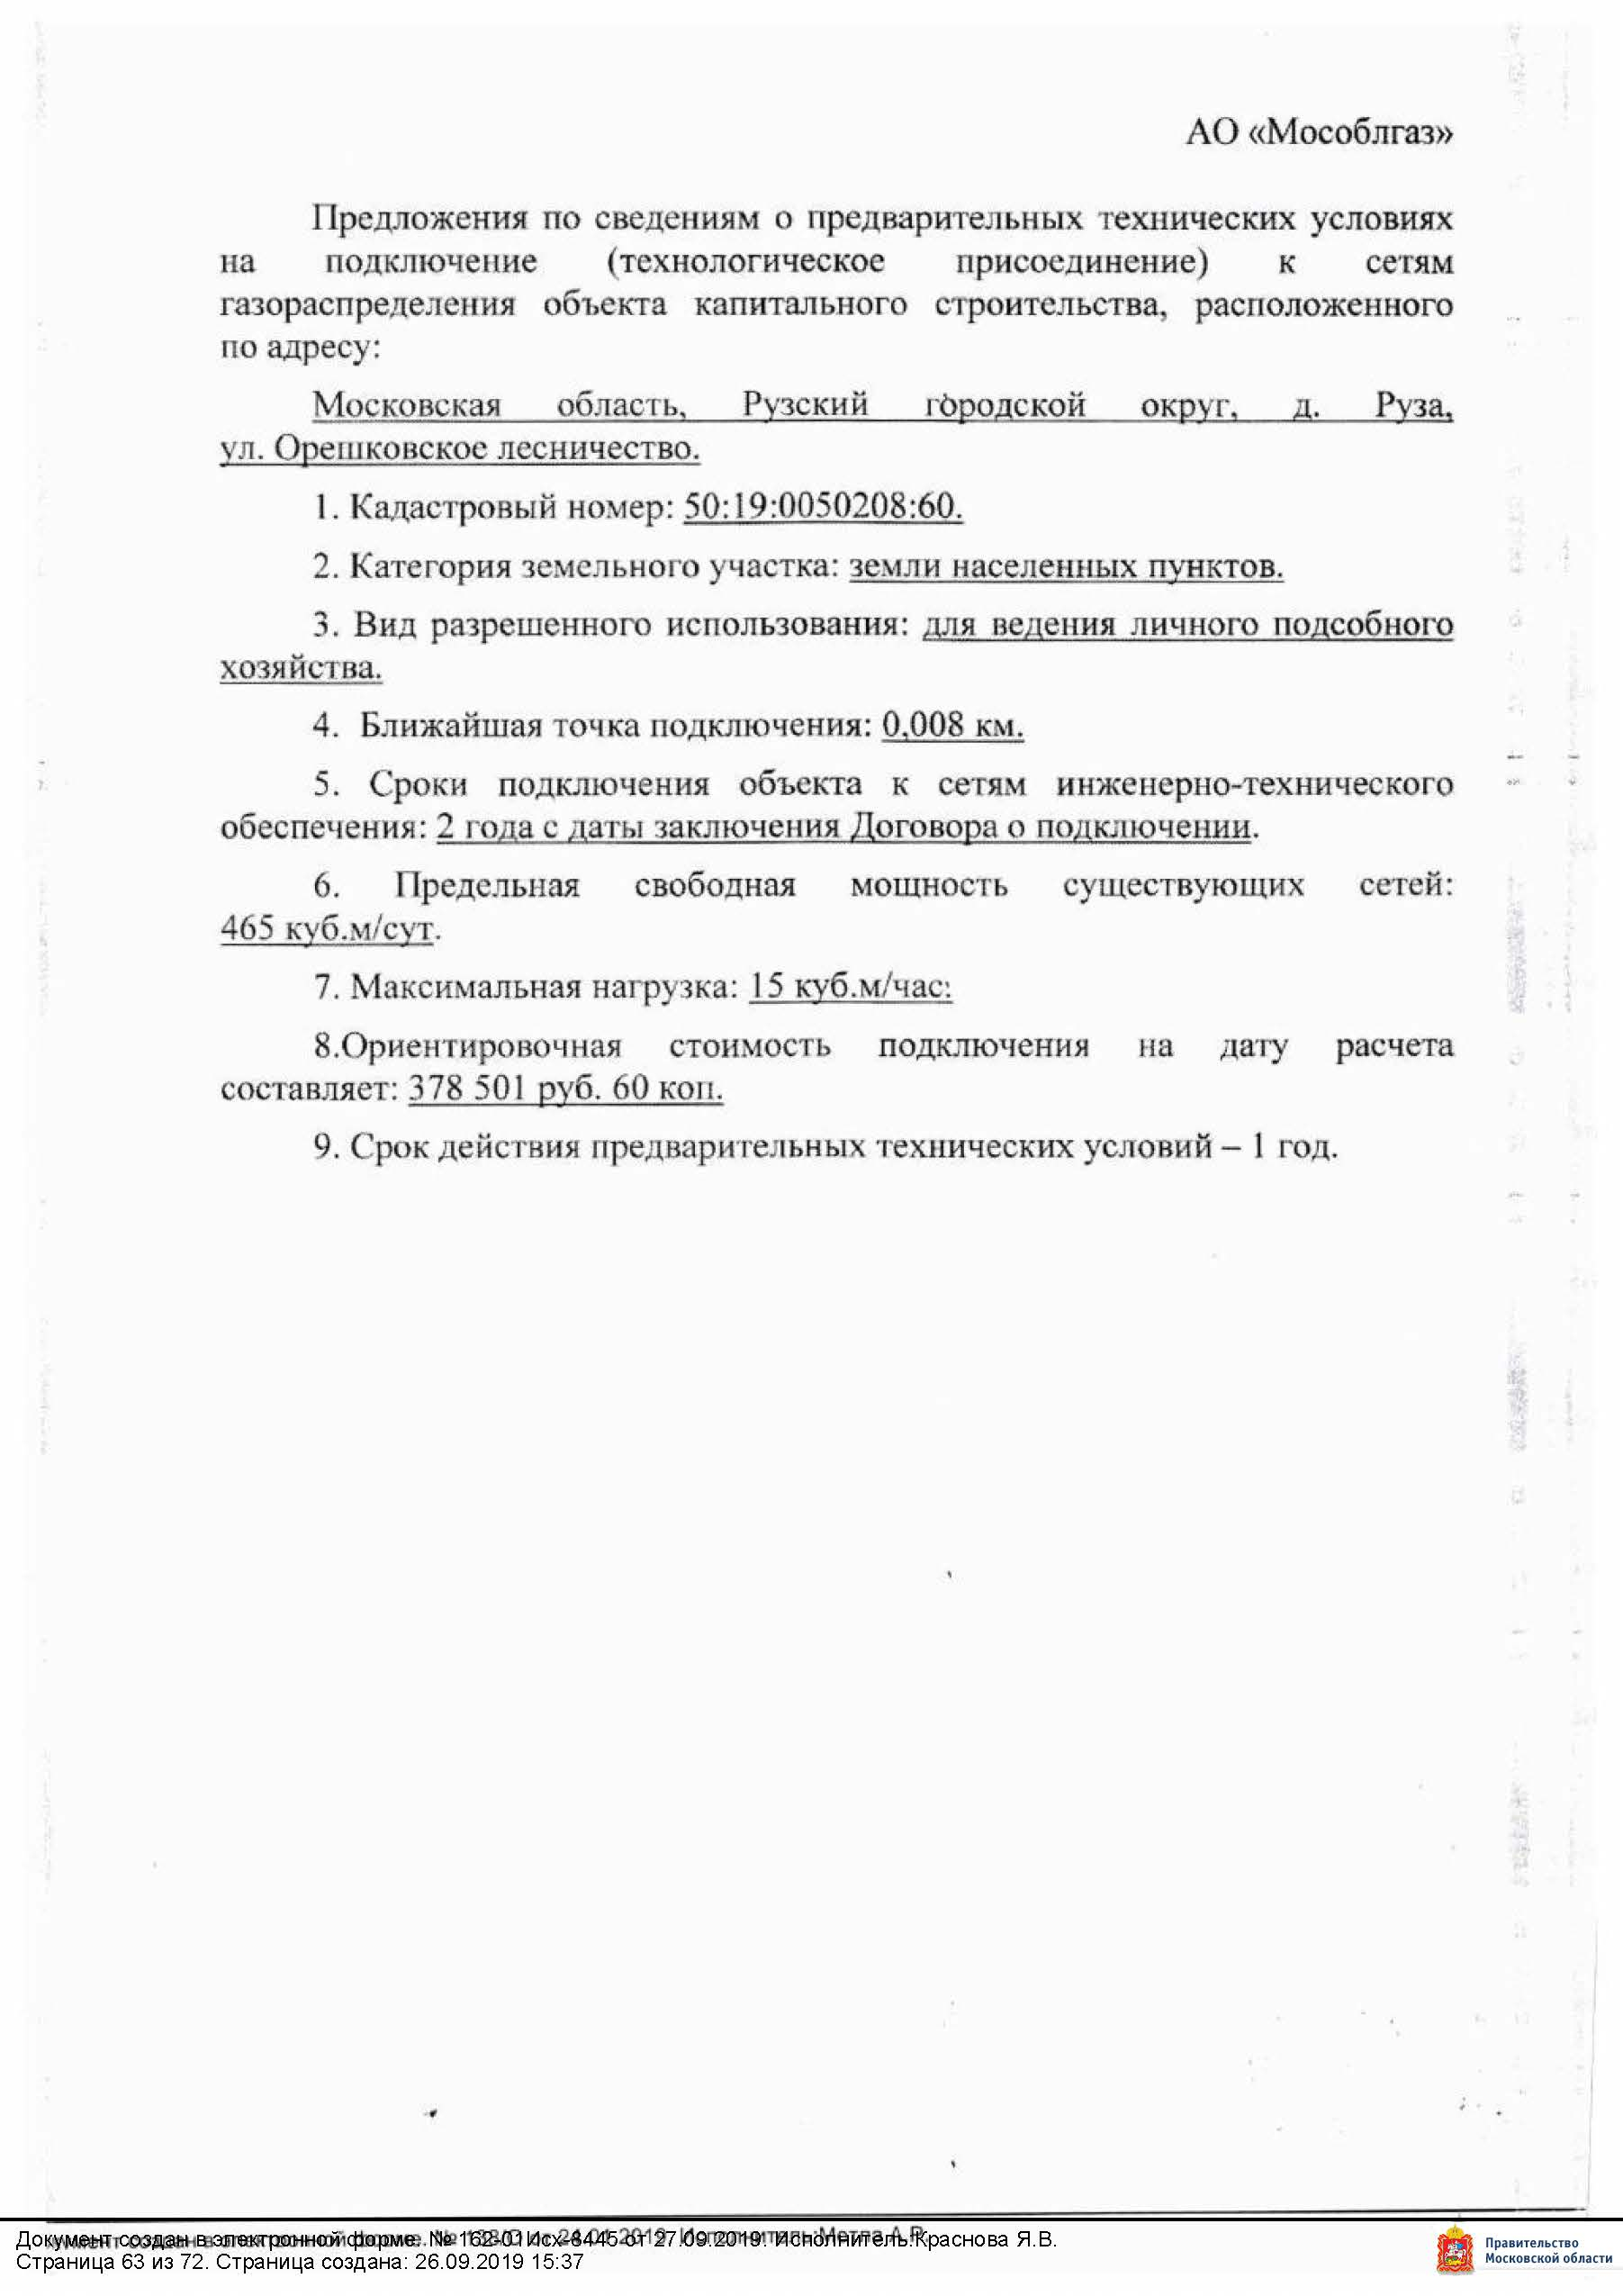 АО «Мособлгаз»
Предложения по сведениям о предварительных технических условиях
на подключение (технологическое присоединение) к сетям
газораспределения объекта капитального строительства, расположенного
по адресу:
Московская область, Рузский городской округ, д. Руза,
ул. Орешковское лесничество.
1. Кадастровый номер: 50:19:0050208:60.
2. Категория земельного участка: земли населенных пунктов.
3. Вид разрешенного использования: для ведения личного подсобного
хозяйства.
4. Ближайшая точка подключения: 0,008 км.
5. Сроки подключения объекта к сетям инженерно-технического
обеспечения: 2 года с даты заключения Договора о подключении.
6. Предельная свободная мощность существующих сетей:
465 куб.м/сут.
7. Максимальная нагрузка: 15 куб.м/час:
8.Ориентировочная стоимость подключения на дату расчета
составляет: 378 501 руб. 60 коп.
9. Срок действия предварительных технических условий – 1 год.
Документ создан в электронной форме. № 162-01Исх-8445 от 27.09.2019. Исполнитель:Краснова Я.В.
Страница 63 из 72. Страница создана: 26.09.2019 15:37
Правительство
Московской области